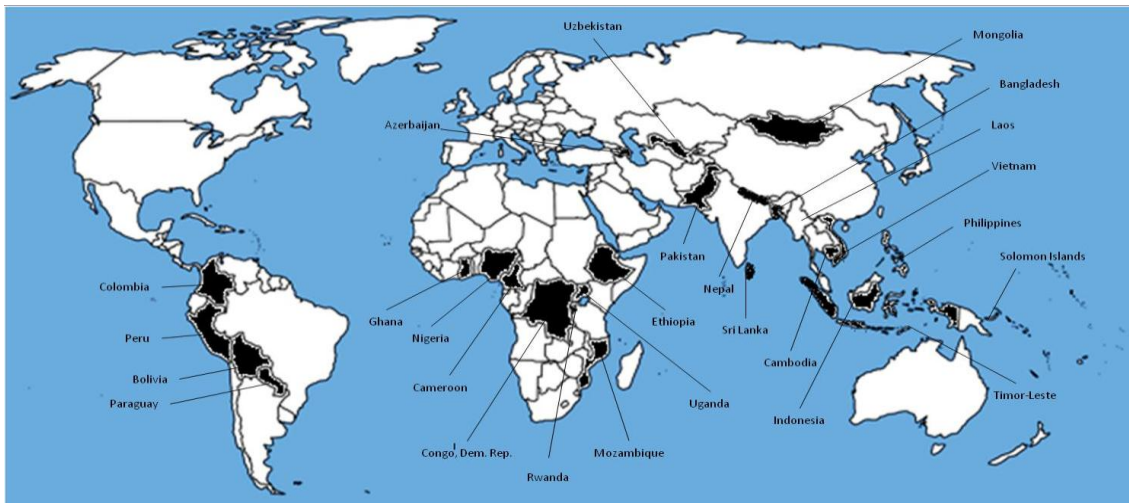 Uzbekistan
Mongolia
Bangladesh
Azerbaijan
Laos
Vietnam
Philippines
Pakistan
Solomon Islands
Colombia
Nepal
Ghana
Ethiopia
Sri Lanka
Peru
Nigeria
Cambodia
Bolivia
Cameroon
Timor-Leste
Paraguay
Uganda
Indonesia
Congo, Dem. Rep.
Mozambique
Rwanda